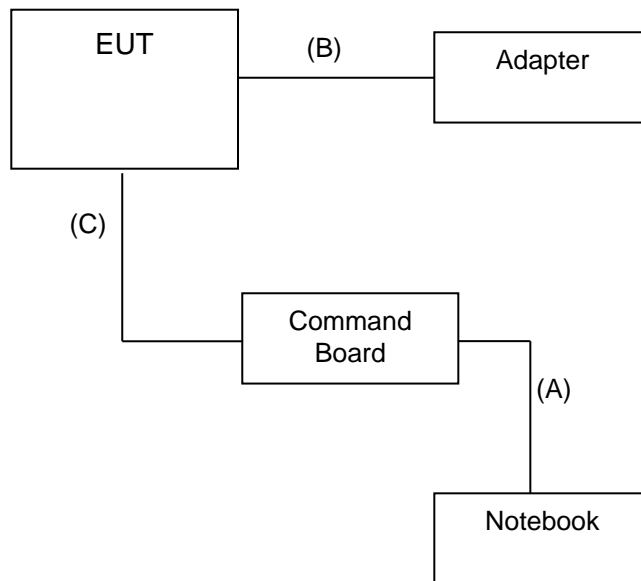 EUT
(B)
Adapter
(C)
Command
Board
(A)
Notebook